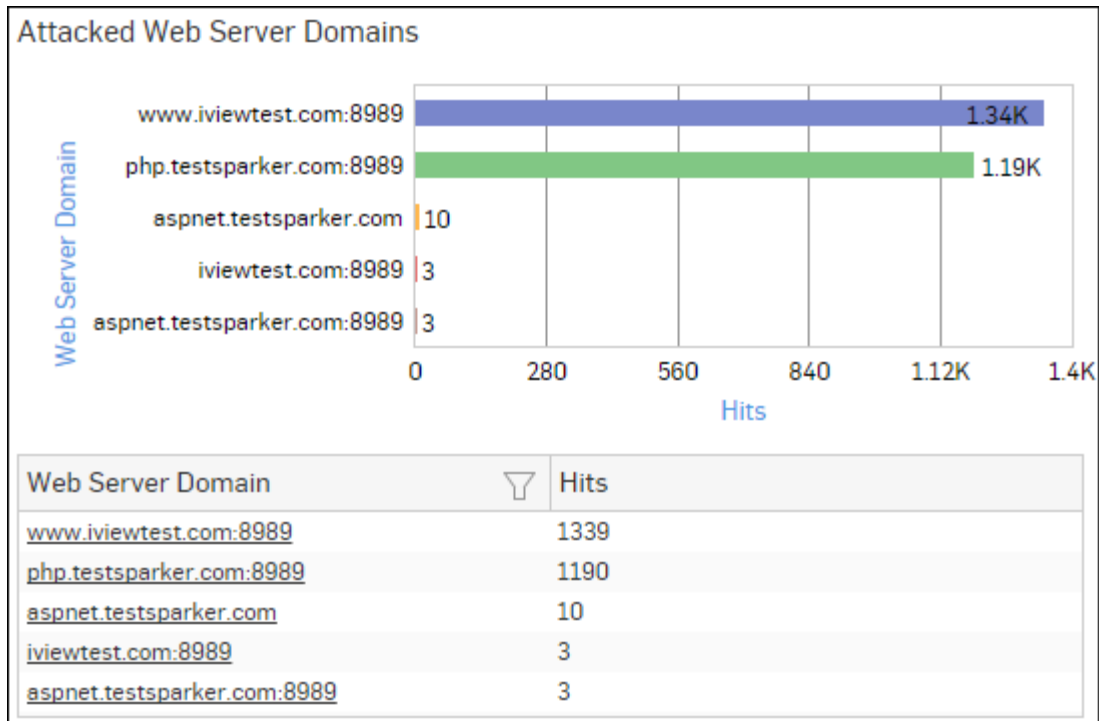 Attacked Web Server Domains
www.iviewtest.com:8989 1.34K
php.testsparker.com:8989 1.19K
aspnet.testsparker.com 10
iviewtest.com:8989 3
aspnet.testsparker.com:8989 3
Web Server Domain
0 280 560 840 1.12K 1.4K
Hits
Web Server Domain Hits
www.iviewtest.com:8989 1339
php.testsparker.com:8989 1190
aspnet.testsparker.com 10
iviewtest.com:8989 3
aspnet.testsparker.com:8989 3